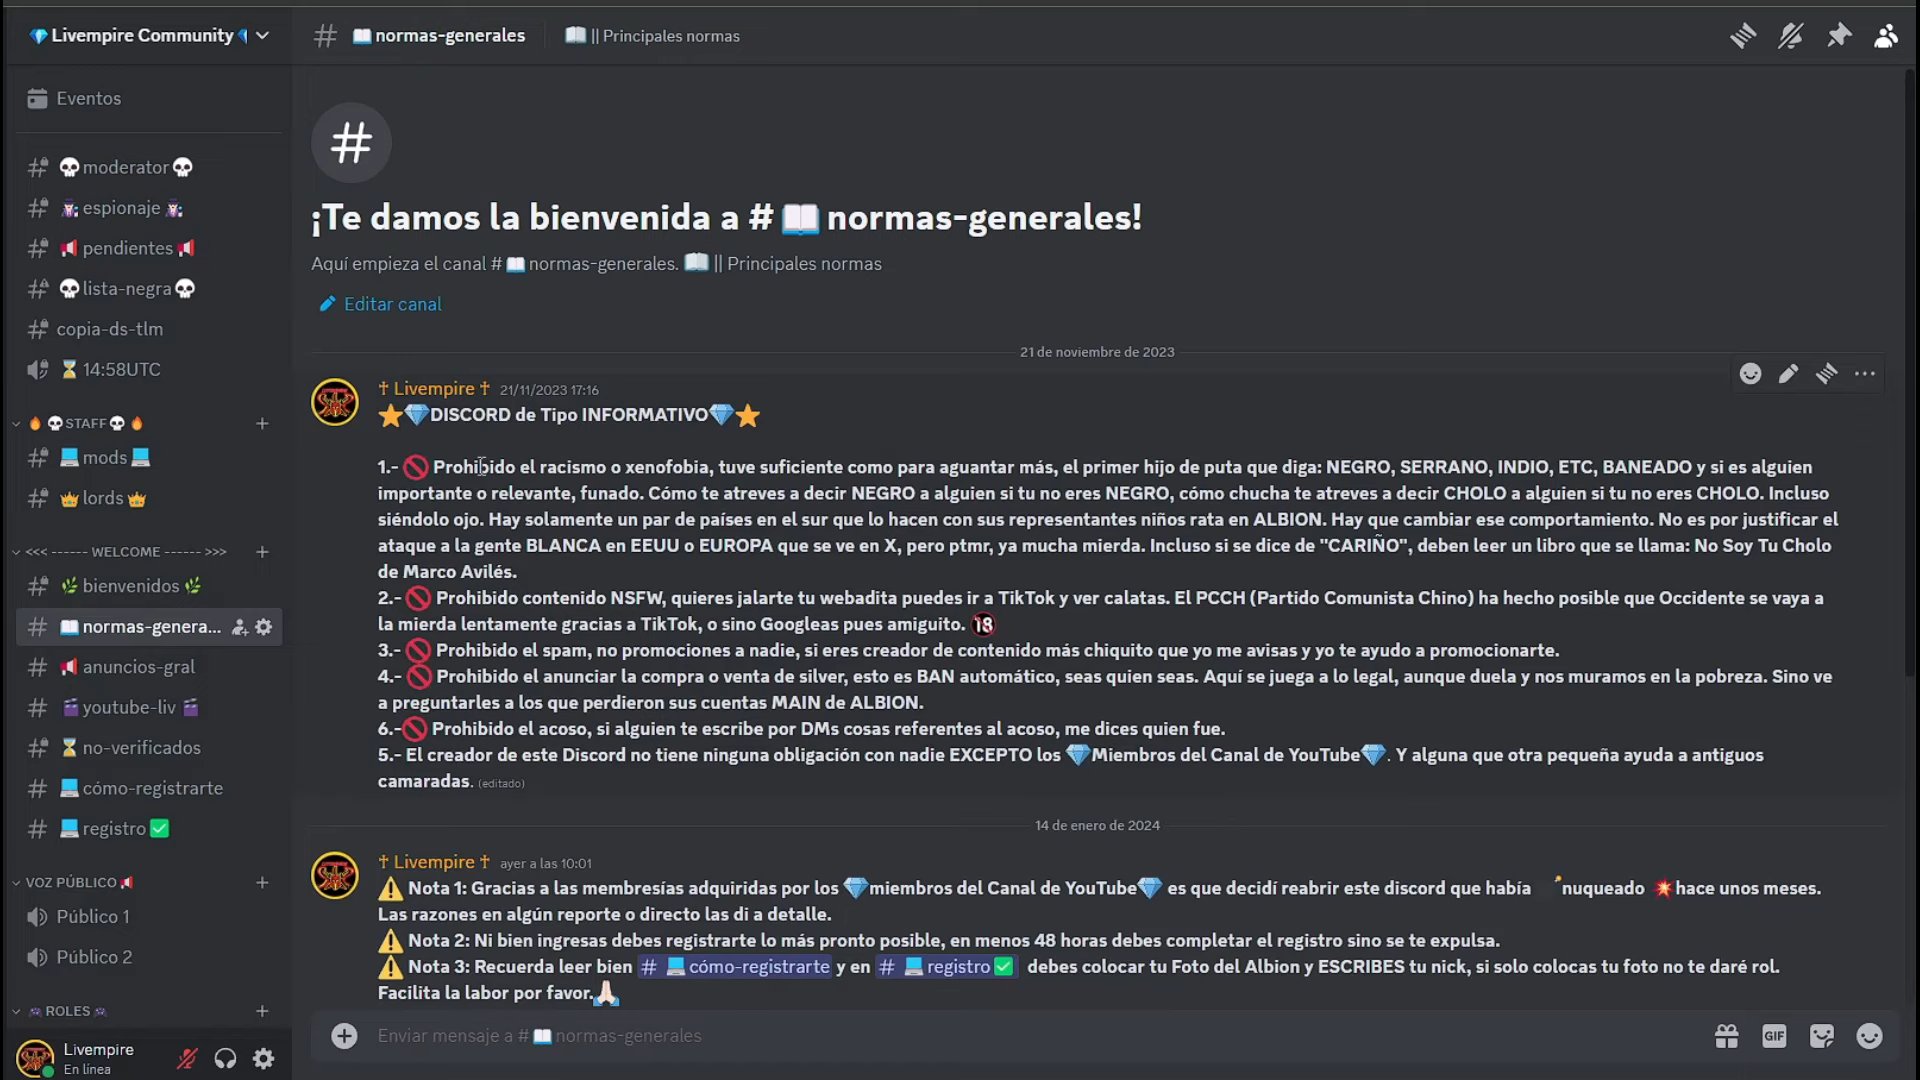 Livempire Community
normas-generales
|| Principales normas
Eventos
moderator
espionaje
pendientes
lista-negra
copia-ds-tlm
14:58UTC
STAFF
mods
lords
<<< ------ WELCOME ------ >>>
bienvenidos
normas-genera...
anuncios-gral
youtube-liv
no-verificados
cómo-registrarte
registro
VOZ PÚBLICO
Público 1
Público 2
ROLES
Livempire
En línea
¡Te damos la bienvenida a # 📖 normas-generales!
Aquí empieza el canal # 📖 normas-generales. 📖 || Principales normas
Editar canal
21 de noviembre de 2023
† Livempire † 21/11/2023 17:16
⭐💎DISCORD de Tipo INFORMATIVO💎⭐
1.- 🚫 Prohibido el racismo o xenofobia, tuve suficiente como para aguantar más, el primer hijo de puta que diga: NEGRO, SERRANO, INDIO, ETC, BANEADO y si es alguien
importante o relevante, funado. Cómo te atreves a decir NEGRO a alguien si tu no eres NEGRO, cómo chucha te atreves a decir CHOLO a alguien si tu no eres CHOLO. Incluso
siéndolo ojo. Hay solamente un par de países en el sur que lo hacen con sus representantes niños rata en ALBION. Hay que cambiar ese comportamiento. No es por justificar el
ataque a la gente BLANCA en EEUU o EUROPA que se ve en X, pero ptmr, ya mucha mierda. Incluso si se dice de "CARIÑO", deben leer un libro que se llama: No Soy Tu Cholo
de Marco Avilés.
2.- 🚫 Prohibido contenido NSFW, quieres jalarte tu webadita puedes ir a TikTok y ver calatas. El PCCH (Partido Comunista Chino) ha hecho posible que Occidente se vaya a
la mierda lentamente gracias a TikTok, o sino Googleas pues amiguito. 🔞
3.- 🚫 Prohibido el spam, no promociones a nadie, si eres creador de contenido más chiquito que yo me avisas y yo te ayudo a promocionarte.
4.- 🚫 Prohibido el anunciar la compra o venta de silver, esto es BAN automático, seas quien seas. Aquí se juega a lo legal, aunque duela y nos muramos en la pobreza. Sino ve
a preguntarles a los que perdieron sus cuentas MAIN de ALBION.
6.-🚫 Prohibido el acoso, si alguien te escribe por DMs cosas referentes al acoso, me dices quien fue.
5.- El creador de este Discord no tiene ninguna obligación con nadie EXCEPTO los 💎Miembros del Canal de YouTube💎. Y alguna que otra pequeña ayuda a antiguos
camaradas. (editado)
14 de enero de 2024
† Livempire † ayer a las 10:01
⚠️ Nota 1: Gracias a las membresías adquiridas por los 💎miembros del Canal de YouTube💎 es que decidí reabrir este discord que había nuqueado 💥hace unos meses.
Las razones en algún reporte o directo las di a detalle.
⚠️ Nota 2: Ni bien ingresas debes registrarte lo más pronto posible, en menos 48 horas debes completar el registro sino se te expulsa.
⚠️ Nota 3: Recuerda leer bien # 💻cómo-registrarte y en # 💻registro✅ debes colocar tu Foto del Albion y ESCRIBES tu nick, si solo colocas tu foto no te daré rol.
Facilita la labor por favor.🙏🏻
Enviar mensaje a # 📖 normas-generales
GIF